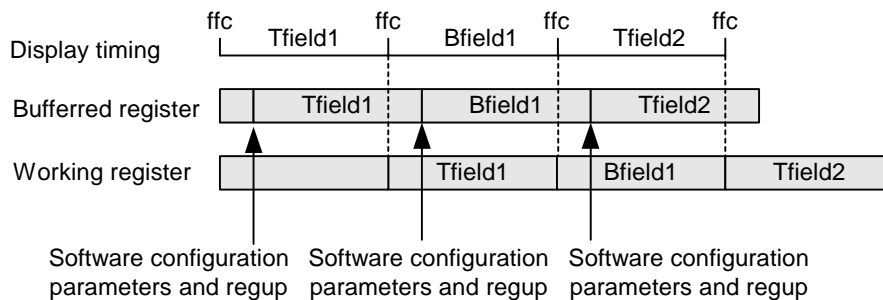 ffc ffc ffc ffc
Display timing Tfield1 Bfield1 Tfield2
Bufferred register Tfield1 Bfield1 Tfield2
Working register Tfield1 Bfield1 Tfield2
Software configuration Software configuration Software configuration
parameters and regup parameters and regup parameters and regup